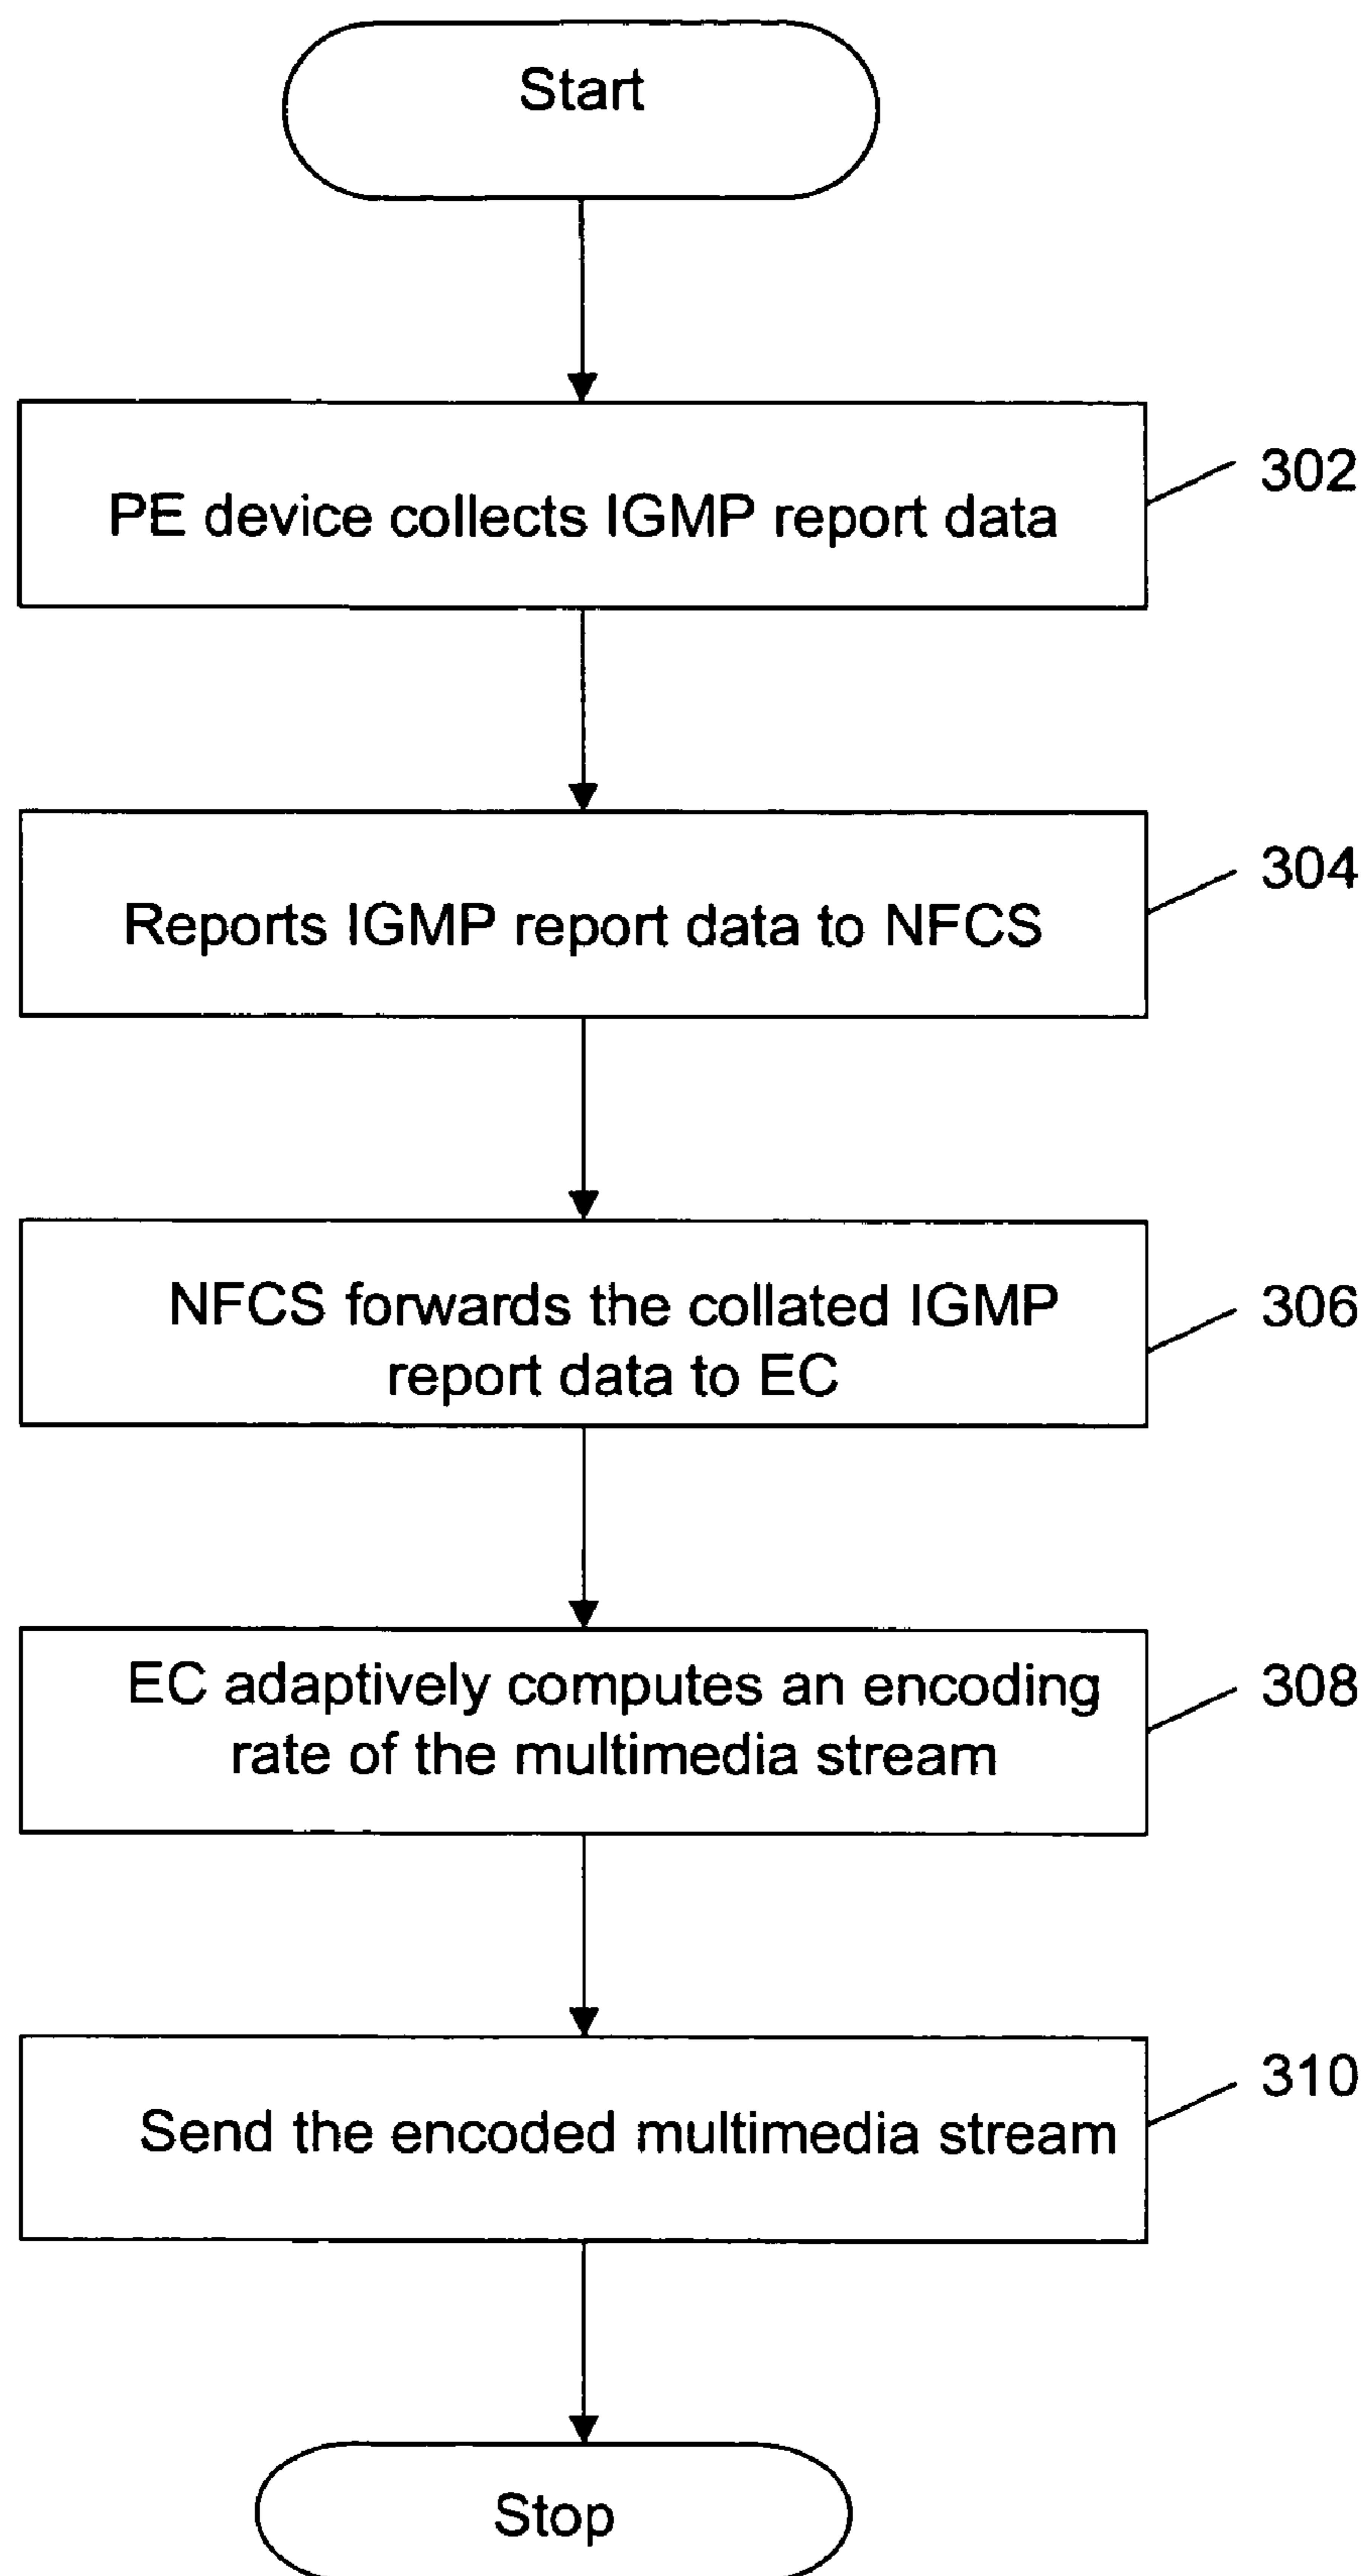 Start
PE device collects IGMP report data
302
Reports IGMP report data to NFCS
304
NFCS forwards the collated IGMP
report data to EC
306
EC adaptively computes an encoding
rate of the multimedia stream
308
Send the encoded multimedia stream
310
Stop